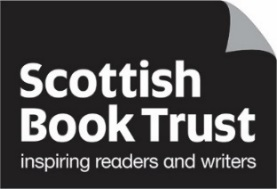 Scottish
Book Trust
inspiring readers and writers